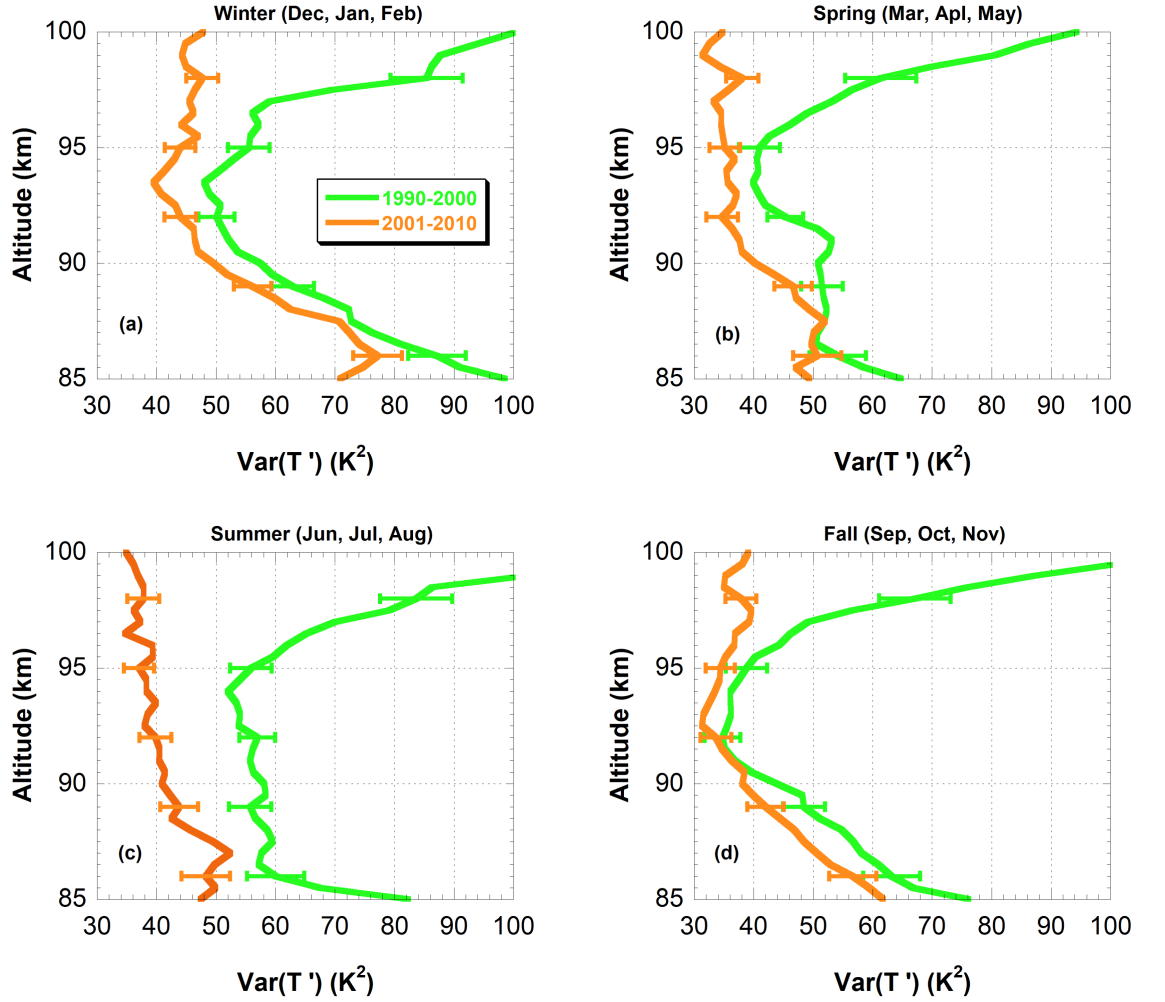 Winter (Dec, Jan, Feb)
100
95
90
85
Altitude (km)
1990-2000
2001-2010
(a)
30 40 50 60 70 80 90 100
Var(T ') (K²)
Spring (Mar, Apl, May)
100
95
90
85
Altitude (km)
(b)
30 40 50 60 70 80 90 100
Var(T ') (K²)
Summer (Jun, Jul, Aug)
100
95
90
85
Altitude (km)
(c)
30 40 50 60 70 80 90 100
Var(T ') (K²)
Fall (Sep, Oct, Nov)
100
95
90
85
Altitude (km)
(d)
30 40 50 60 70 80 90 100
Var(T ') (K²)